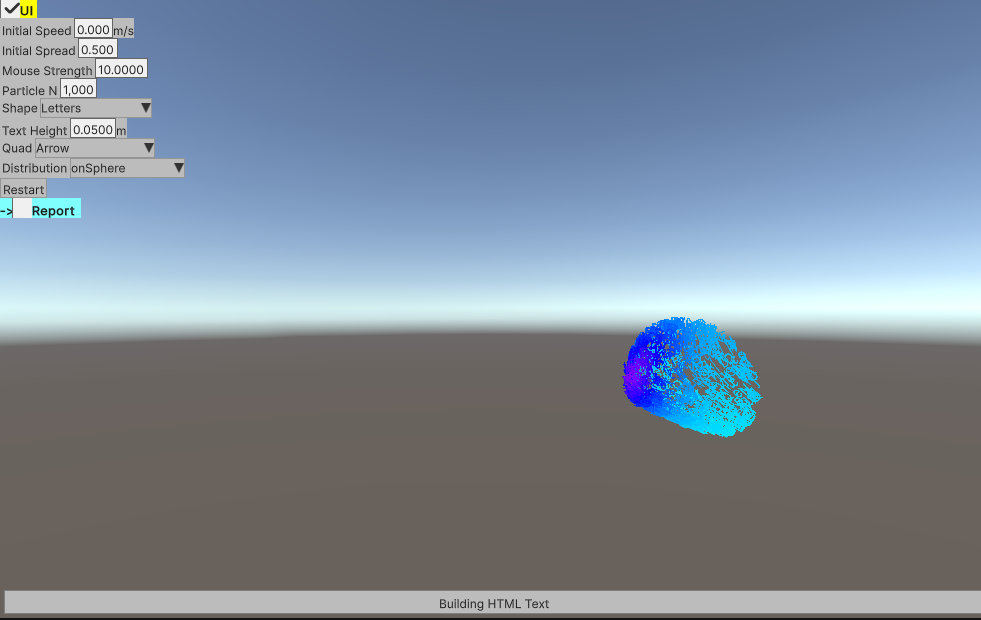 UI
Initial Speed 0.000 m/s
Initial Spread 0.500
Mouse Strength 10.0000
Particle N 1,000
Shape Letters
Text Height 0.0500 m
Quad Arrow
Distribution onSphere
Restart
-> Report
Building HTML Text